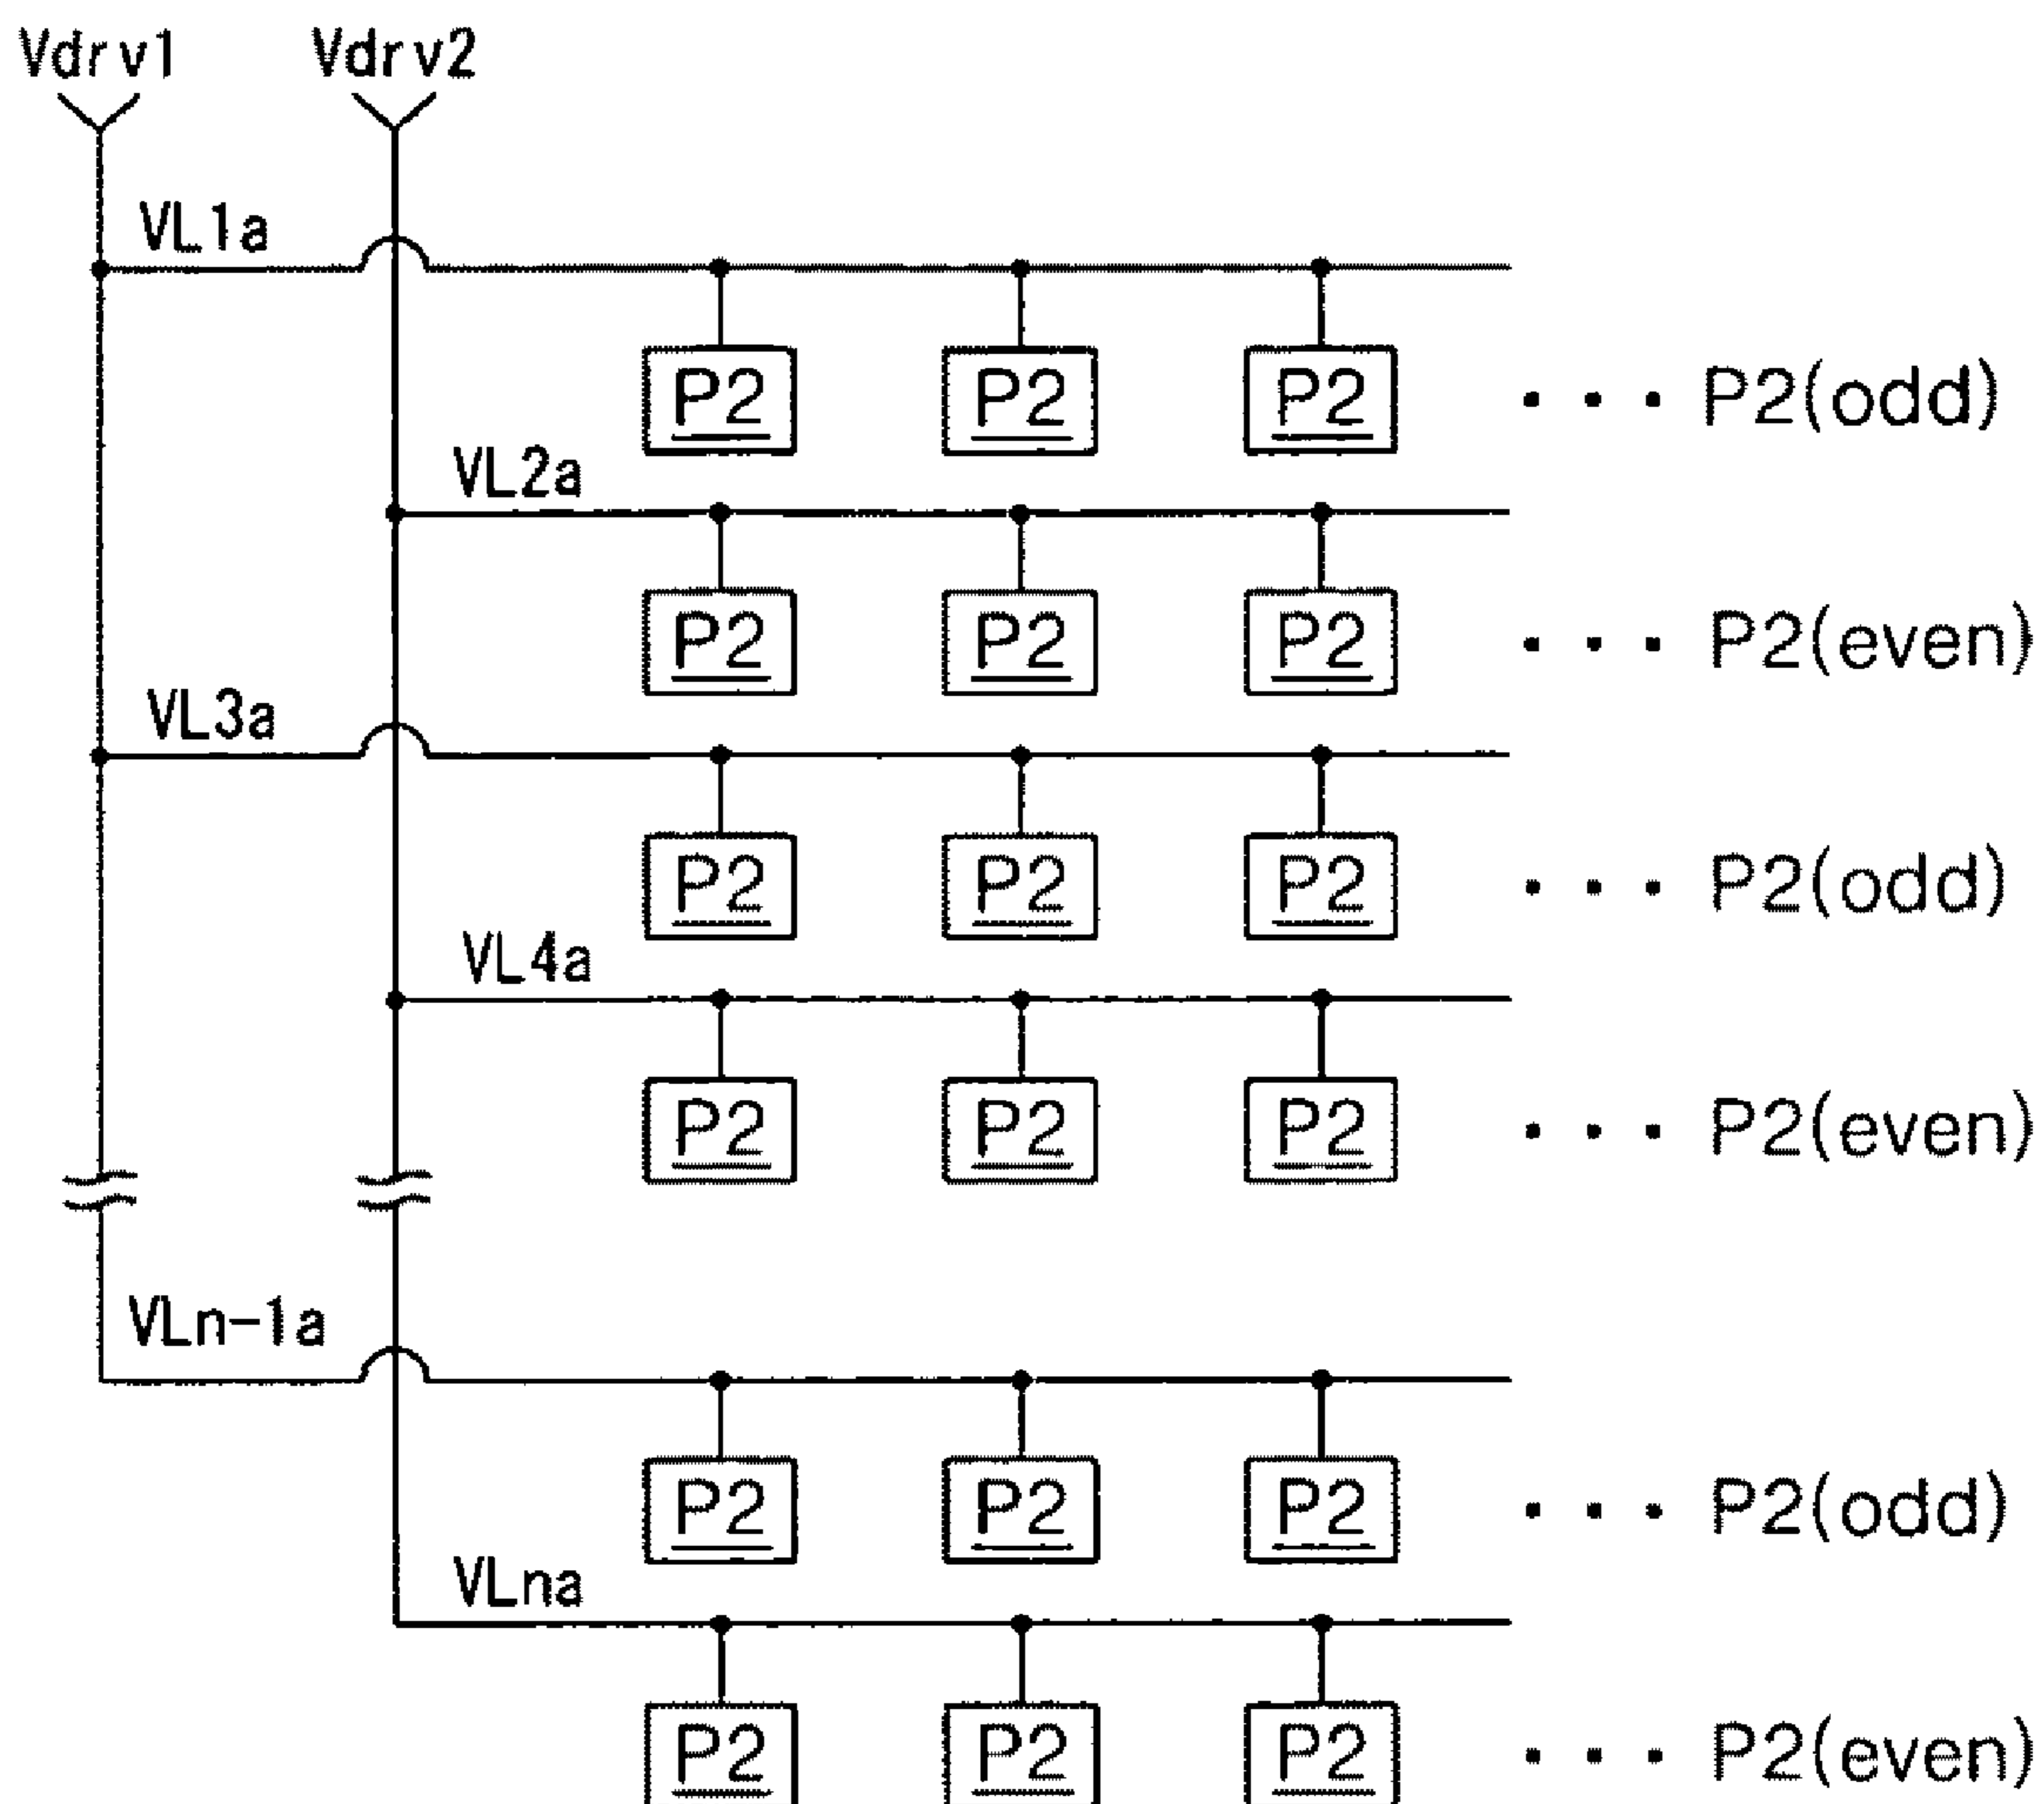 Vdrv1 Vdrv2
VL1a
P2 P2 P2 ・・・ P2(odd)
VL2a
P2 P2 P2 ・・・ P2(even)
VL3a
P2 P2 P2 ・・・ P2(odd)
VL4a
P2 P2 P2 ・・・ P2(even)
VLn-1a
P2 P2 P2 ・・・ P2(odd)
VLna
P2 P2 P2 ・・・ P2(even)